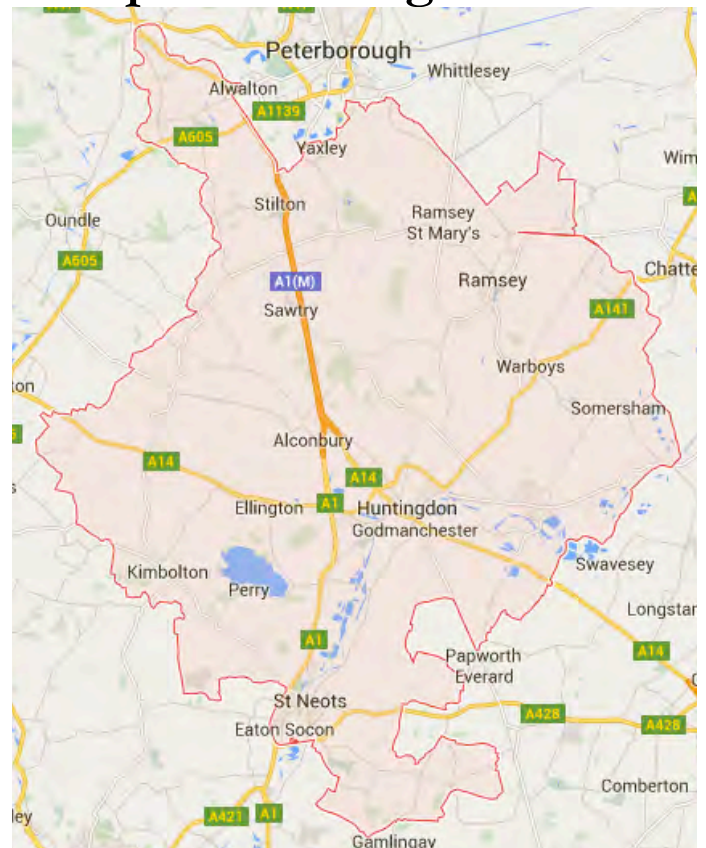 Peterborough
Whittlesey
Alwalton
A1139
A605
Yaxley
Wim
Stilton
Oundle
Ramsey
St Mary's
A605
A
Chatte
A1(M)
Ramsey
Sawtry
A141
Warboys
ton
Somersham
Alconbury
A14
A14
Ellington
A1
Huntingdon
Godmanchester
Kimbolton
Swavesey
Perry
Longstan
A1
A14
Papworth
Everard
St Neots
A428
A428
Eaton Socon
Comberton
A421
A1
ley
Gamlingay